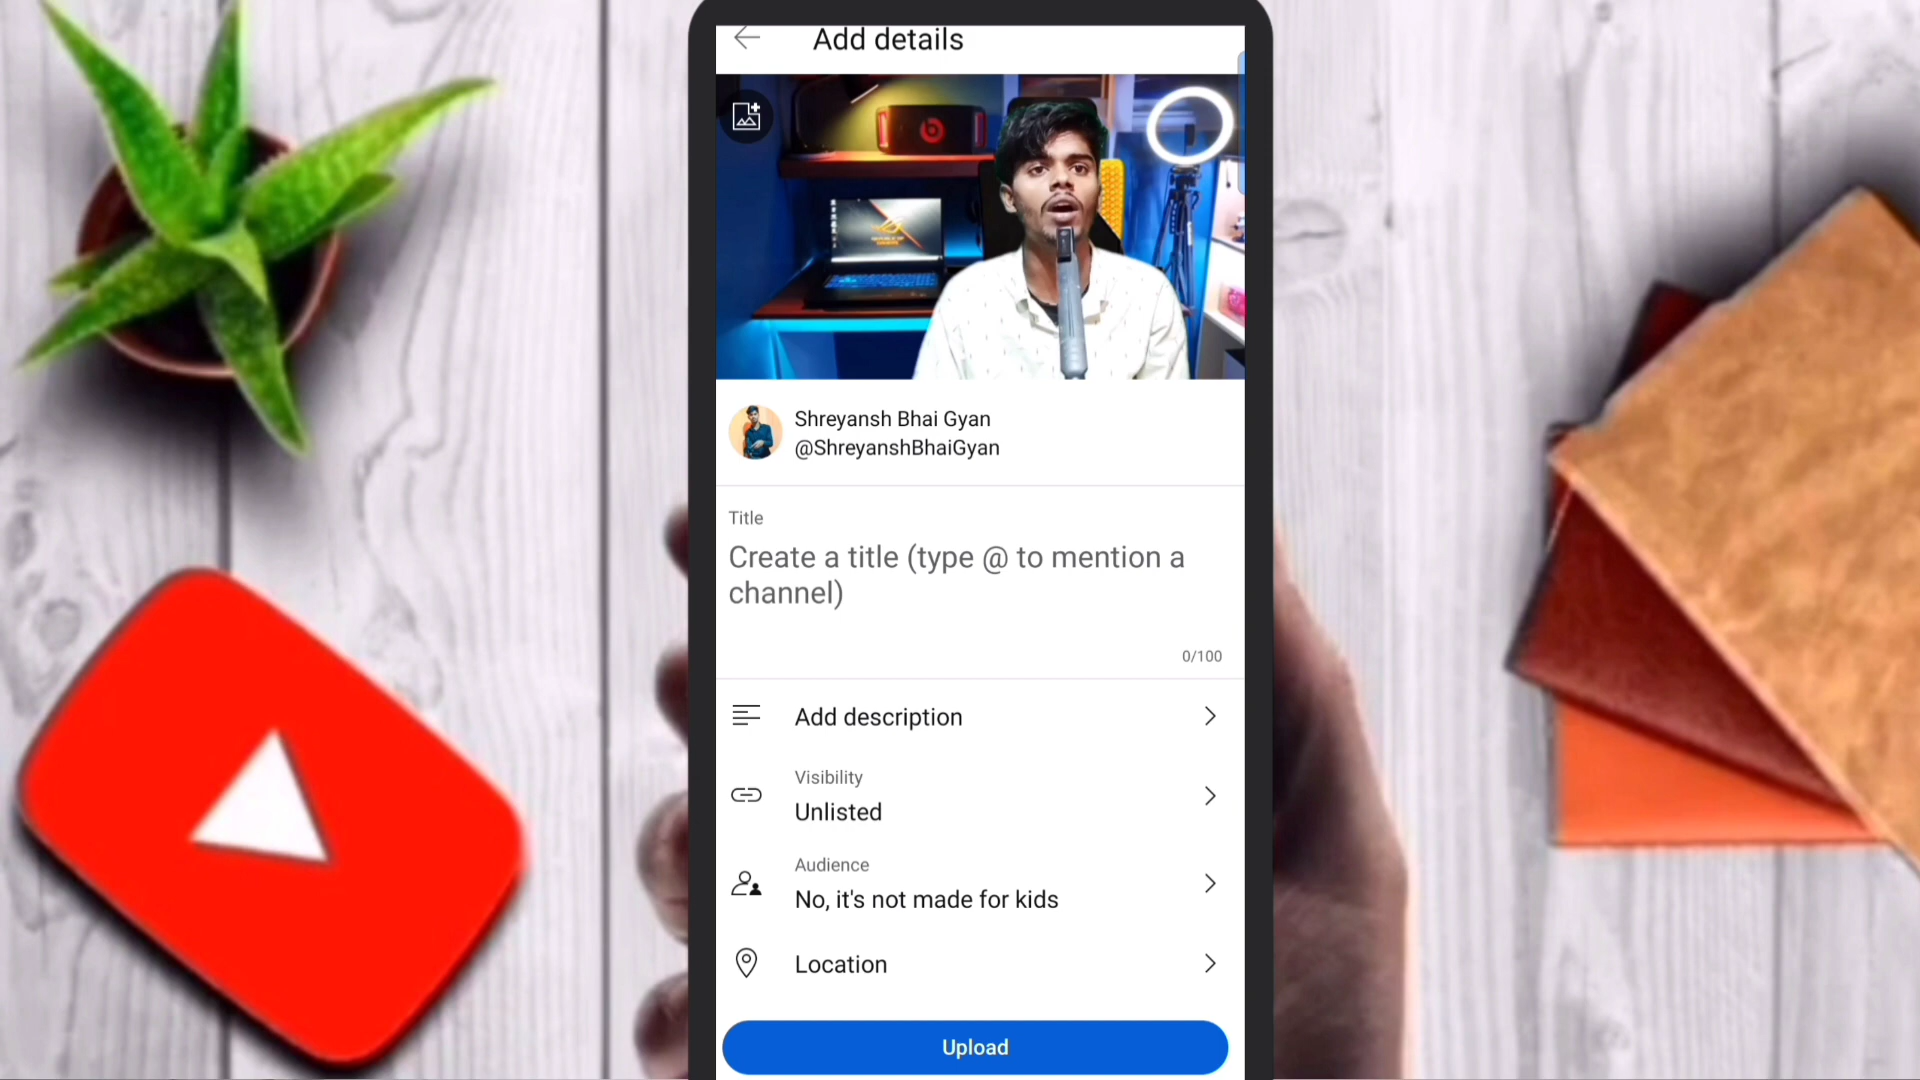 Add details
Shreyansh Bhai Gyan
@ShreyanshBhaiGyan
Title
Create a title (type @ to mention a
channel)
0/100
Add description
Visibility
Unlisted
Audience
No, it's not made for kids
Location
Upload